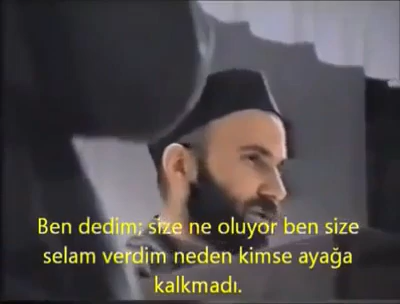 Ben dedim; size ne oluyor ben size
selam verdim neden kimse ayağa
kalkmadı.